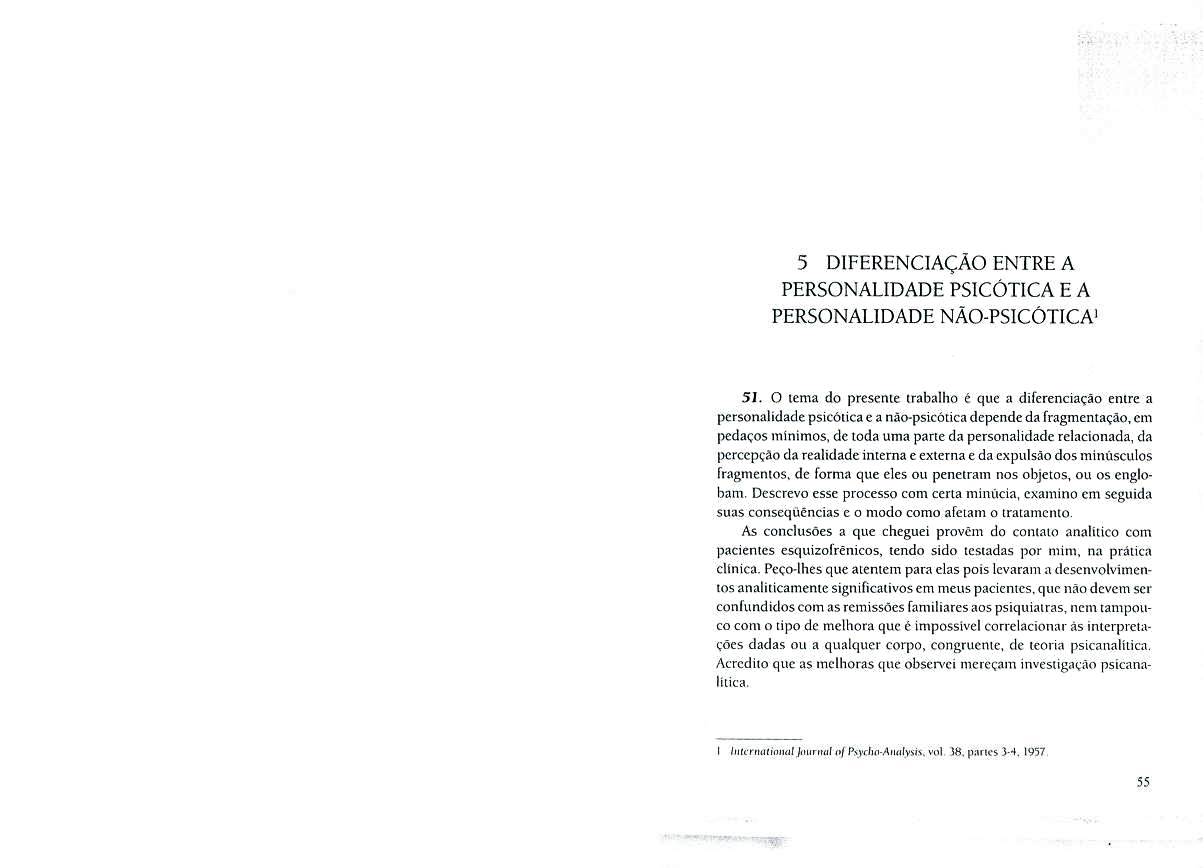 5 DIFERENCIAÇÃO ENTRE A
PERSONALIDADE PSICÓTICA E A
PERSONALIDADE NÃO-PSICÓTICA¹
51. O tema do presente trabalho é que a diferenciação entre a
personalidade psicótica e a não-psicótica depende da fragmentação, em
pedaços mínimos, de toda uma parte da personalidade relacionada, da
percepção da realidade interna e externa e da expulsão dos minúsculos
fragmentos, de forma que eles ou penetram nos objetos, ou os englo-
bam. Descrevo esse processo com certa minúcia, examino em seguida
suas conseqüências e o modo como afetam o tratamento.
As conclusões a que cheguei provêm do contato analítico com
pacientes esquizofrênicos, tendo sido testadas por mim, na prática
clínica. Peço-lhes que atentem para elas pois levaram a desenvolvimen-
tos analiticamente significativos em meus pacientes, que não devem ser
confundidos com as remissões familiares aos psiquiatras, nem tampou-
co com o tipo de melhora que é impossível correlacionar às interpreta-
ções dadas ou a qualquer corpo, congruente, de teoria psicanalítica.
Acredito que as melhoras que observei mereçam investigação psicana-
lítica.
1 International Journal of Psycho-Analysis, vol. 38, partes 3-4, 1957.
55